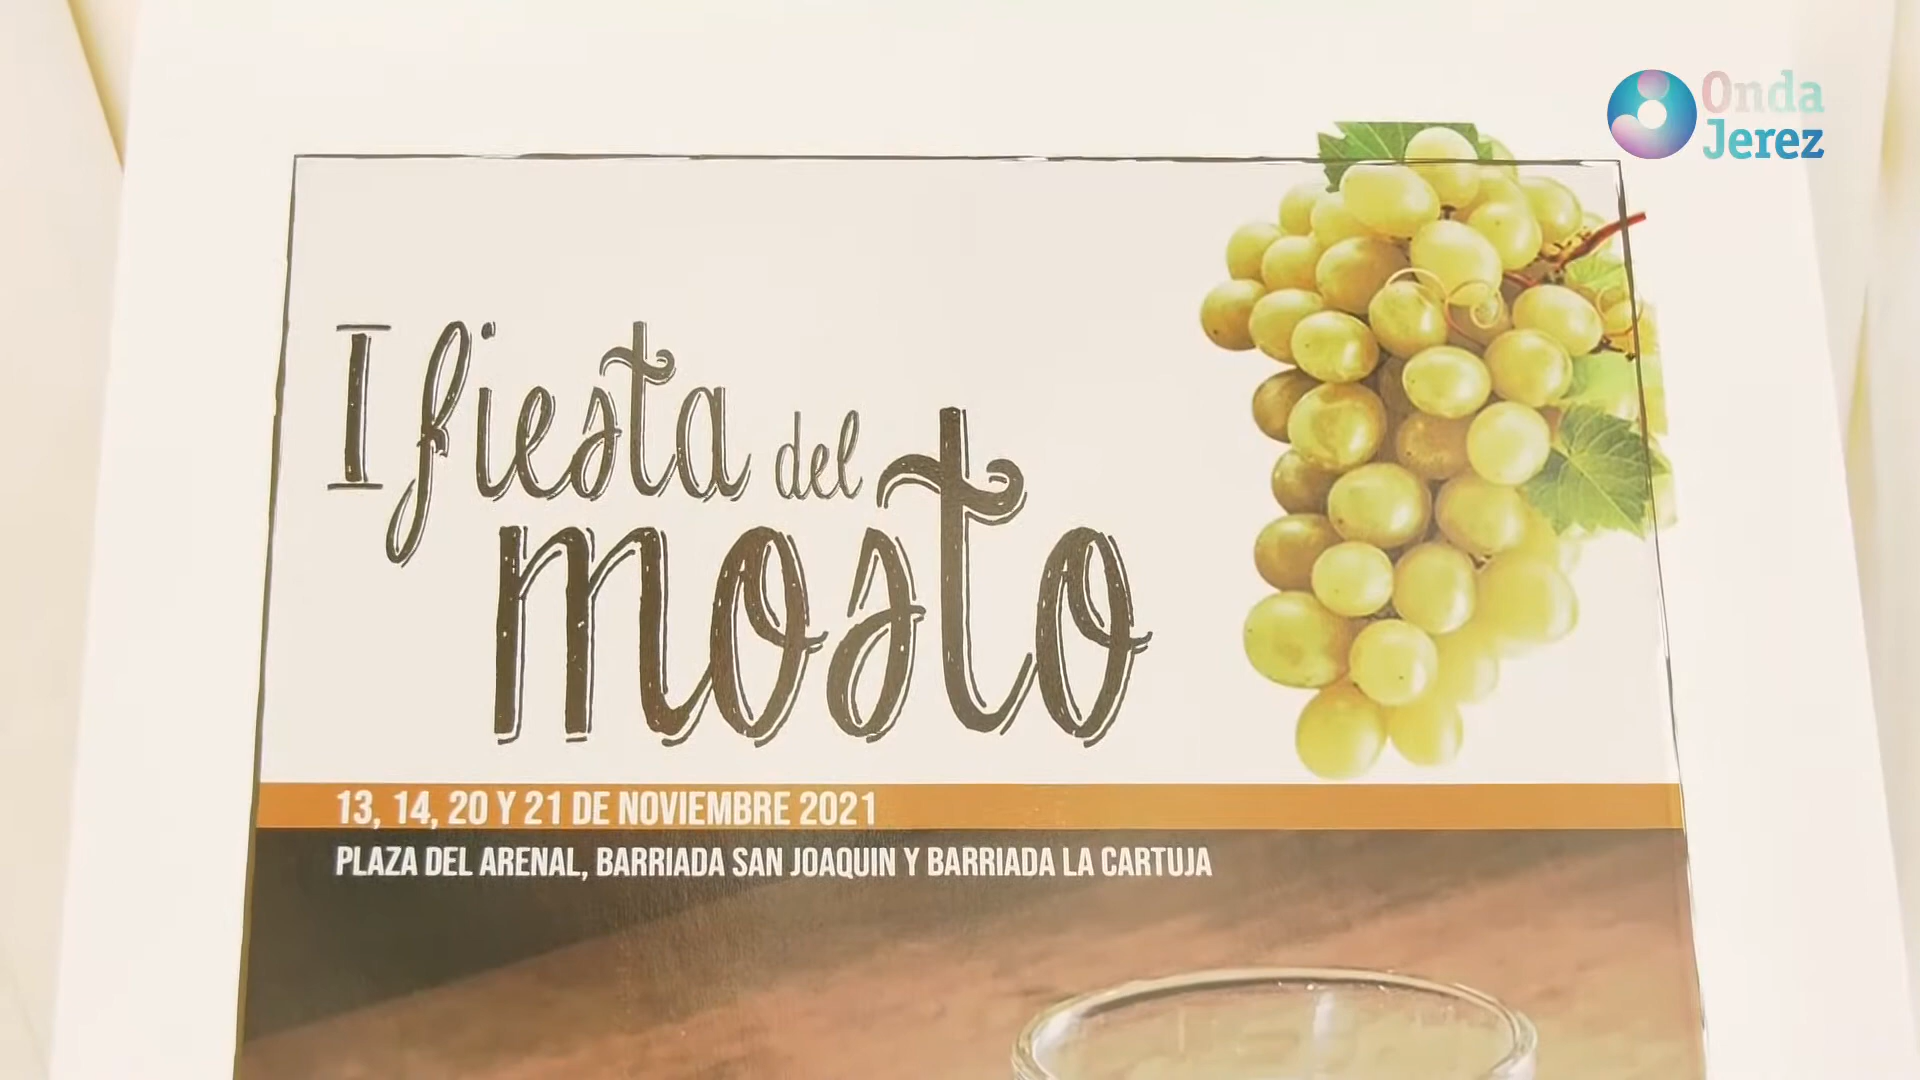 Onda
Jerez
I fiesta del
mosto
13, 14, 20 Y 21 DE NOVIEMBRE 2021
PLAZA DEL ARENAL, BARRIADA SAN JOAQUIN Y BARRIADA LA CARTUJA